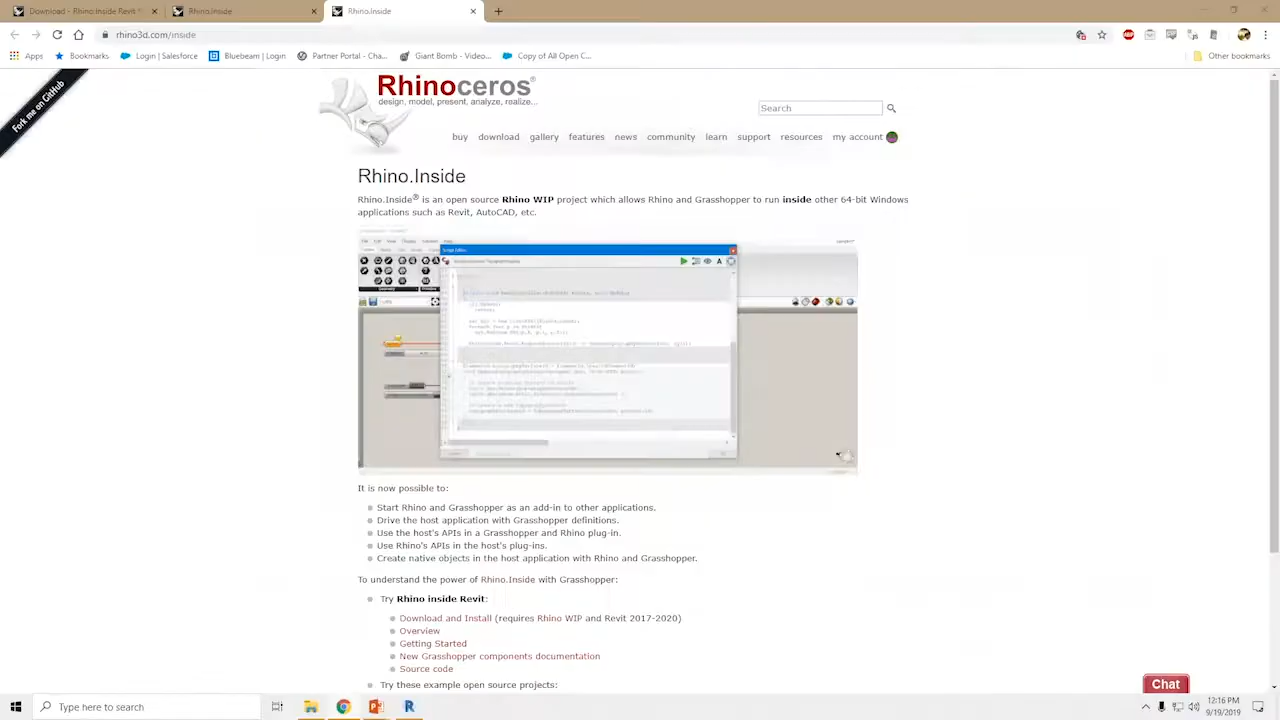 Download - Rhino.Inside Revit
Rhino.Inside
Rhino.Inside
rhino3d.com/inside
ABP
Apps
Bookmarks
Login | Salesforce
Bluebeam | Login
Partner Portal - Cha...
Giant Bomb - Video...
Copy of All Open C...
Other bookmarks
Fork me on GitHub
Rhinoceros®
design, model, present, analyze, realize...
Search
buy download gallery features news community learn support resources my account
Rhino.Inside
Rhino.Inside® is an open source Rhino WIP project which allows Rhino and Grasshopper to run inside other 64-bit Windows
applications such as Revit, AutoCAD, etc.
It is now possible to:
Start Rhino and Grasshopper as an add-in to other applications.
Drive the host application with Grasshopper definitions.
Use the host's APIs in a Grasshopper and Rhino plug-in.
Use Rhino's APIs in the host's plug-ins.
Create native objects in the host application with Rhino and Grasshopper.
To understand the power of Rhino.Inside with Grasshopper:
Try Rhino inside Revit:
Download and Install (requires Rhino WIP and Revit 2017-2020)
Overview
Getting Started
New Grasshopper components documentation
Source code
Try these example open source projects:
Chat
Type here to search
12:16 PM
9/19/2019